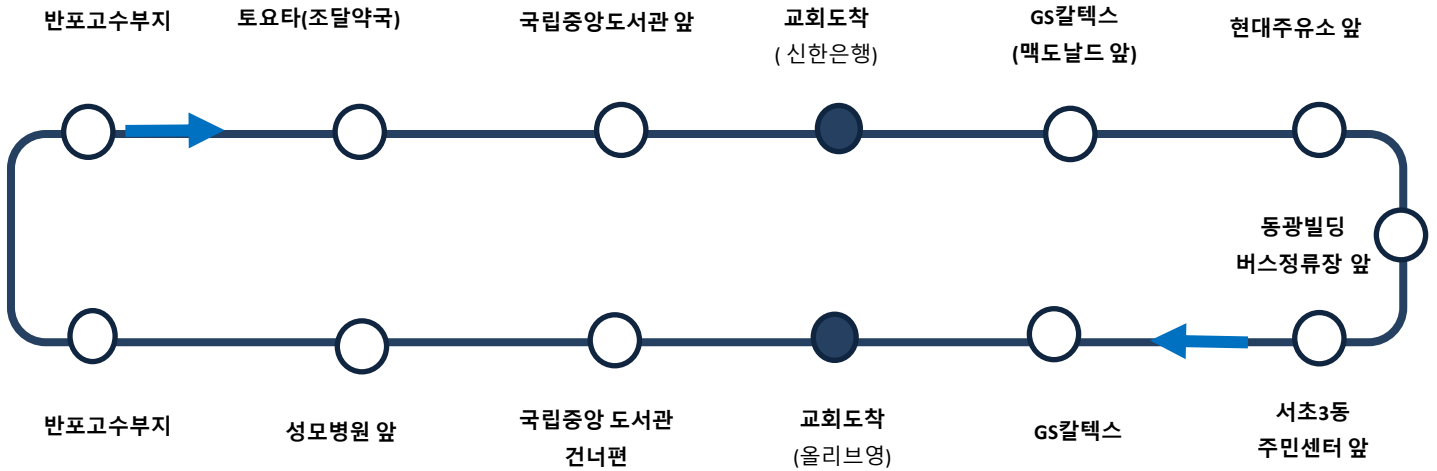 반포고수부지
토요타(조달약국)
국립중앙도서관 앞
교회도착
( 신한은행)
GS칼텍스
(맥도날드 앞)
현대주유소 앞
동광빌딩
버스정류장 앞
반포고수부지
성모병원 앞
국립중앙 도서관
건너편
교회도착
(올리브영)
GS칼텍스
서초3동
주민센터 앞